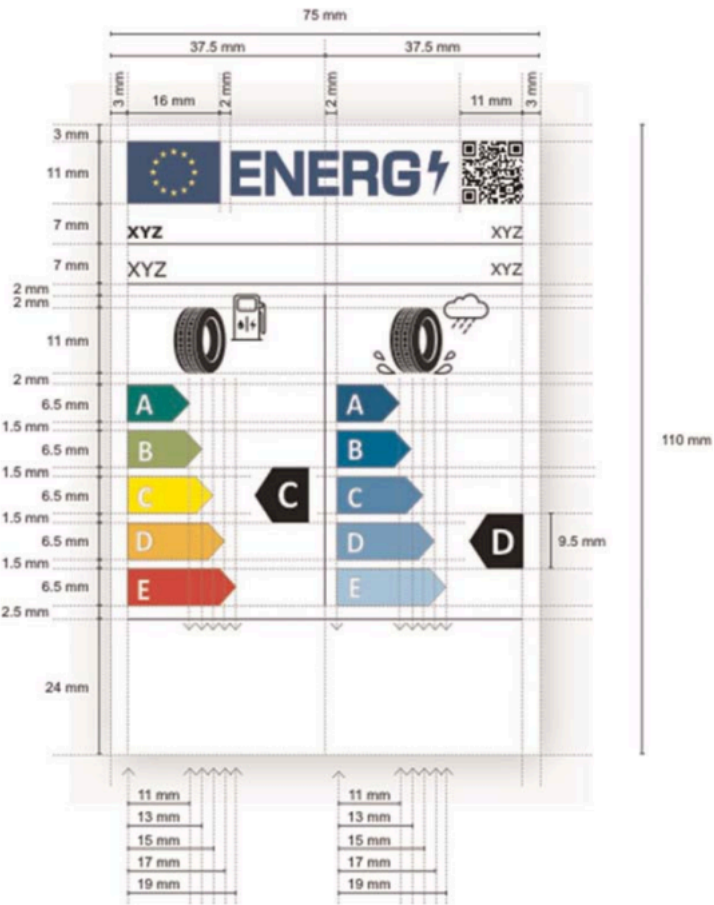 75 mm
37.5 mm 37.5 mm
3 mm 16 mm 2 mm 2 mm 11 mm 3 mm
3 mm
11 mm ENERG
7 mm XYZ XYZ
7 mm XYZ XYZ
2 mm
2 mm
11 mm
2 mm
6.5 mm A A
1.5 mm
6.5 mm B B 110 mm
1.5 mm
6.5 mm C C C
1.5 mm
6.5 mm D D D 9.5 mm
1.5 mm
6.5 mm E E
2.5 mm
24 mm
11 mm 11 mm
13 mm 13 mm
15 mm 15 mm
17 mm 17 mm
19 mm 19 mm